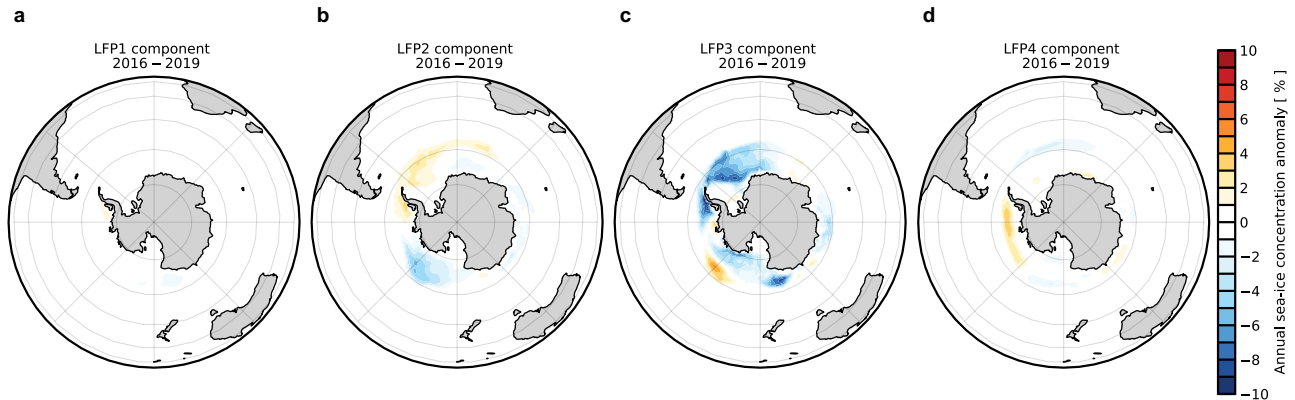 a
b
c
d
LFP1 component
2016 – 2019
LFP2 component
2016 – 2019
LFP3 component
2016 – 2019
LFP4 component
2016 – 2019
10
8
6
4
2
0
−2
−4
−6
−8
−10
Annual sea-ice concentration anomaly [ % ]